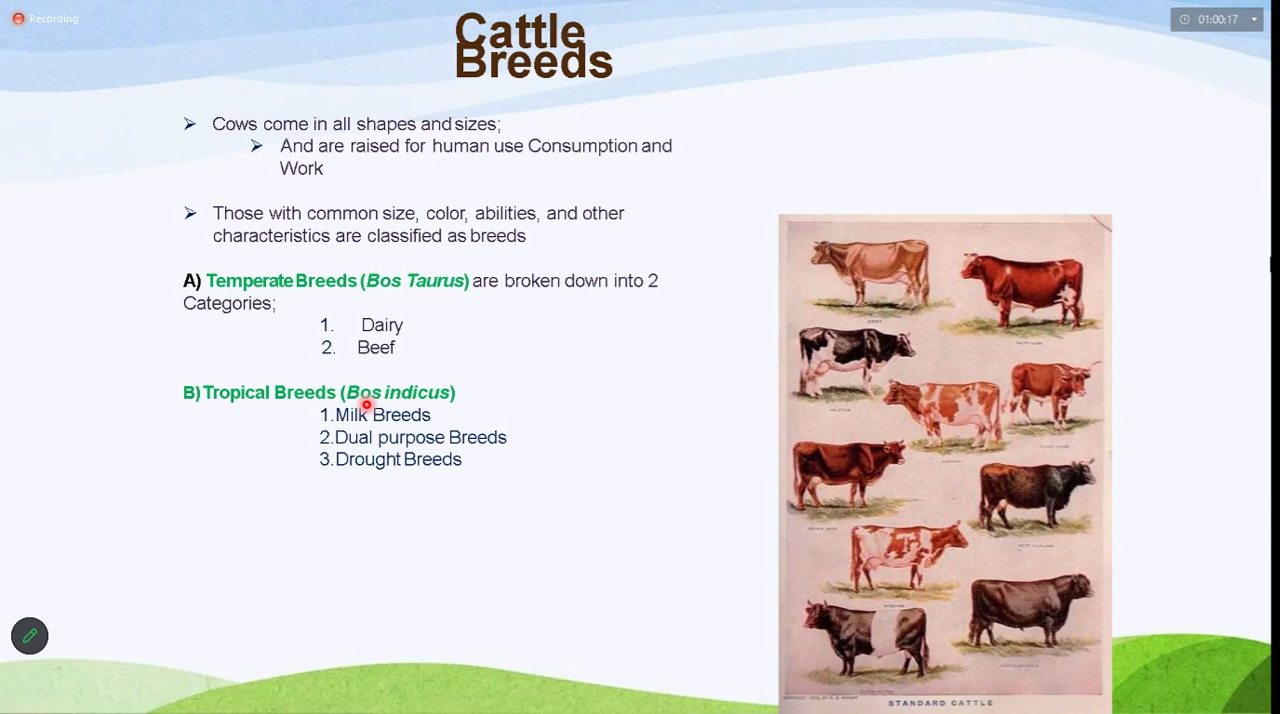 Recording
01:00:17
Cattle
Breeds
Cows come in all shapes and sizes;
And are raised for human use Consumption and
Work
Those with common size, color, abilities, and other
characteristics are classified as breeds
A) Temperate Breeds (Bos Taurus) are broken down into 2
Categories;
1. Dairy
2. Beef
B) Tropical Breeds (Bos indicus)
1.Milk Breeds
2.Dual purpose Breeds
3.Drought Breeds
JERSEY
SHORTHORN
HOLSTEIN
STANDARD CATTLE